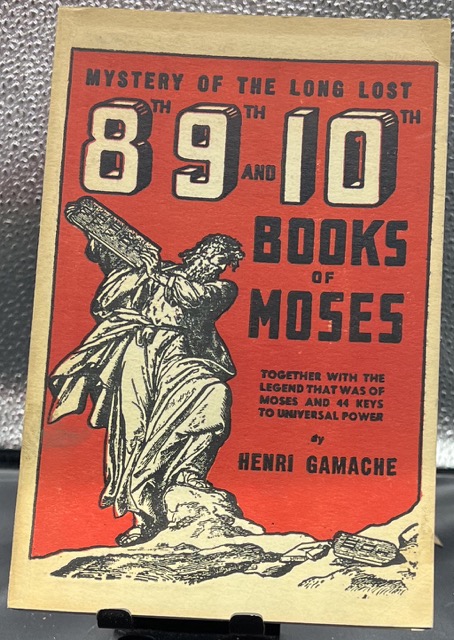 MYSTERY OF THE LONG LOST
8TH 9TH AND 10TH
BOOKS
OF
MOSES
TOGETHER WITH THE
LEGEND THAT WAS OF
MOSES AND 44 KEYS
TO UNIVERSAL POWER
by
HENRI GAMACHE